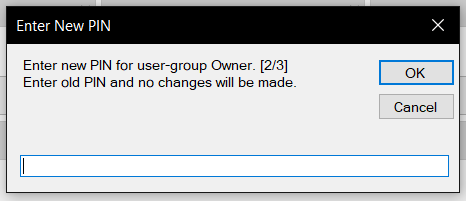 Enter New PIN
Enter new PIN for user-group Owner. [2/3]
Enter old PIN and no changes will be made.
OK
Cancel